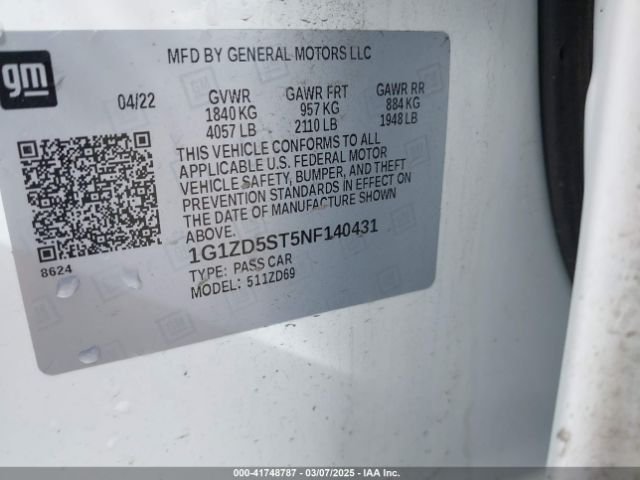 gm
MFD BY GENERAL MOTORS LLC
04/22 GVWR GAWR FRT GAWR RR
1840 KG 957 KG 884 KG
4057 LB 2110 LB 1948 LB
THIS VEHICLE CONFORMS TO ALL
APPLICABLE U.S. FEDERAL MOTOR
VEHICLE SAFETY, BUMPER, AND THEFT
PREVENTION STANDARDS IN EFFECT ON
THE DATE OF MANUFACTURE SHOWN
ABOVE.
1G1ZD5ST5NF140431
8624
TYPE: PASS CAR
MODEL: 511ZD69
000-41748787 - 03/07/2025 - IAA Inc.